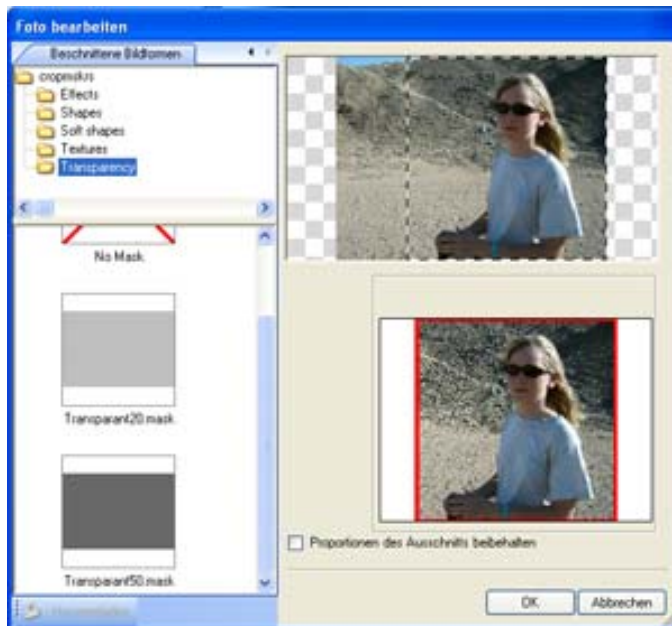 Foto bearbeiten
Beschnittene Bildformen
cropmasks
Effects
Shapes
Soft shapes
Textures
Transparency
No Mask
Transparant20.mask
Transparant50.mask
Proportionen des Ausschnitts beibehalten
OK
Abbrechen